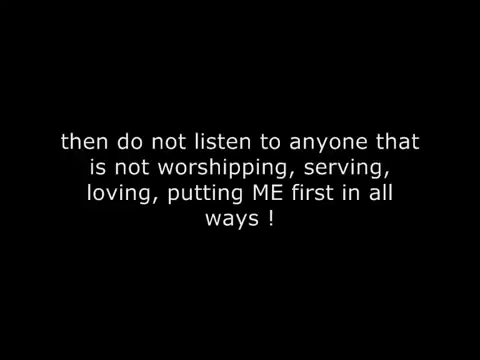 then do not listen to anyone that
is not worshipping, serving,
loving, putting ME first in all
ways !